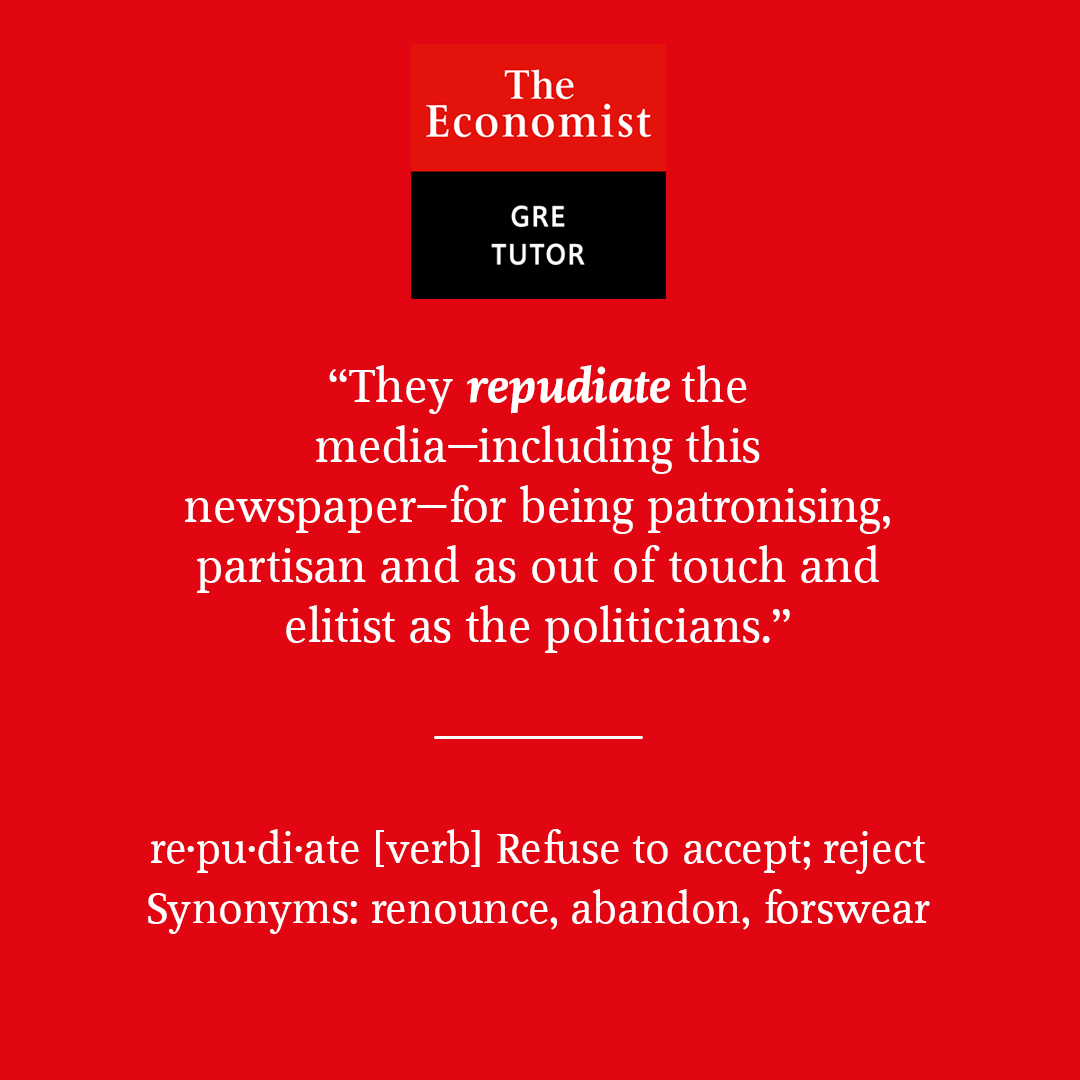 The
Economist
GRE
TUTOR
“They repudiate the
media—including this
newspaper—for being patronising,
partisan and as out of touch and
elitist as the politicians.”
re·pu·di·ate [verb] Refuse to accept; reject
Synonyms: renounce, abandon, forswear